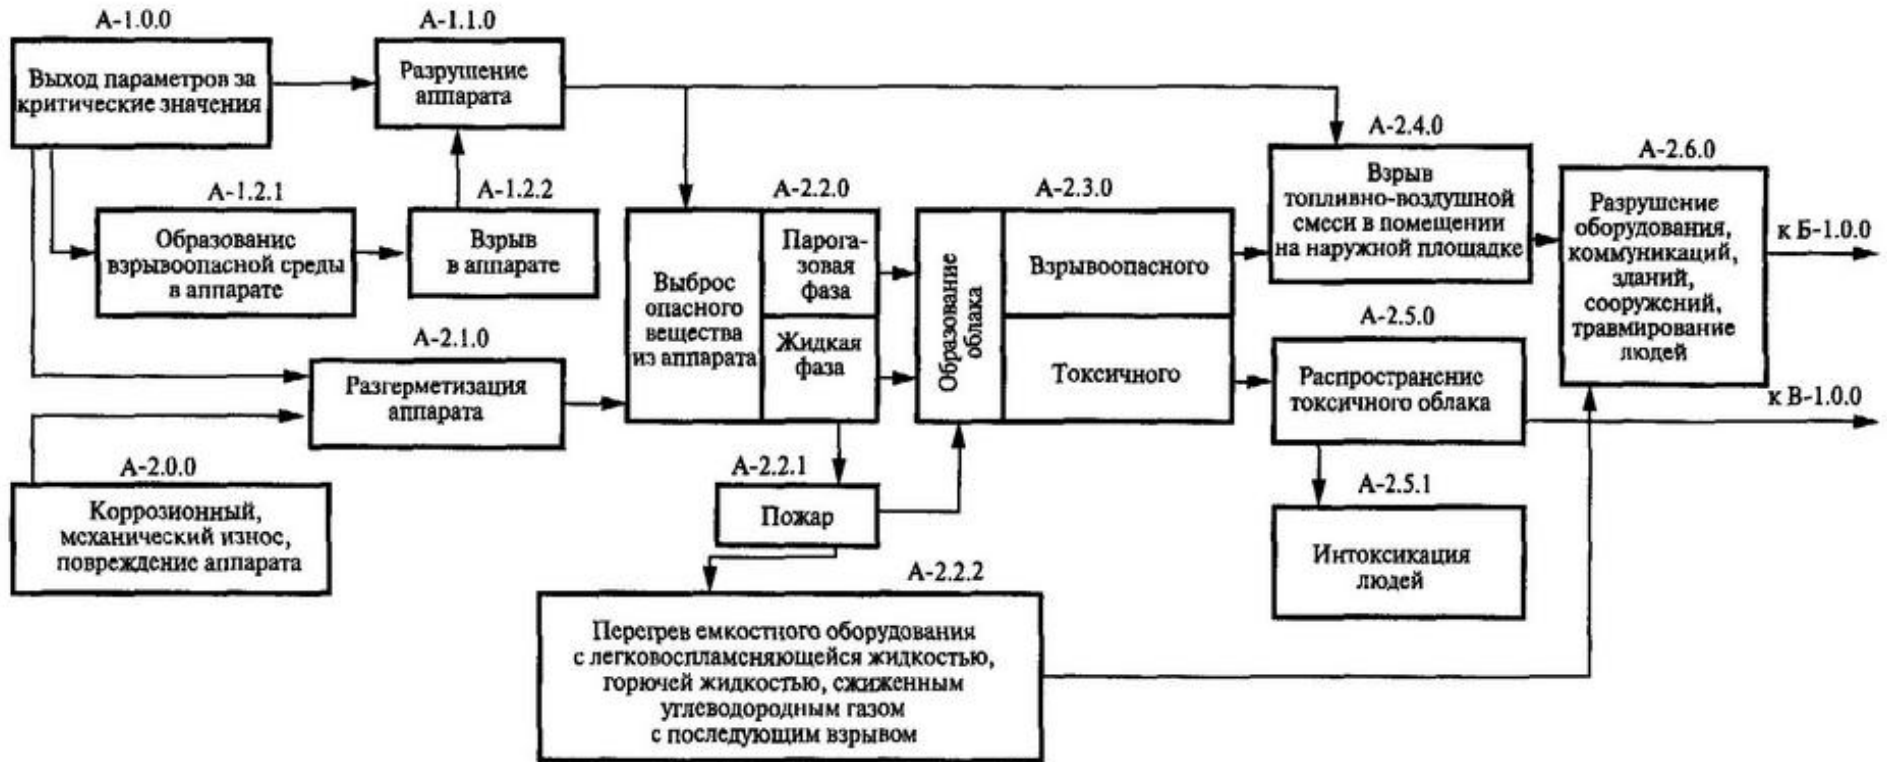 А-1.0.0
Выход параметров за
критические значения
А-1.1.0
Разрушение
аппарата
А-1.2.1
Образование
взрывоопасной среды
в аппарате
А-1.2.2
Взрыв
в аппарате
А-2.1.0
Разгерметизация
аппарата
А-2.0.0
Коррозионный,
механический износ,
повреждение аппарата
А-2.2.0
Выброс
опасного
вещества
из аппарата
Парога-
зовая
фаза
Жидкая
фаза
А-2.2.1
Пожар
А-2.2.2
Перегрев емкостного оборудования
с легковоспламеняющейся жидкостью,
горючей жидкостью, сжиженным
углеводородным газом
с последующим взрывом
А-2.3.0
Образование
облака
Взрывоопасного
Токсичного
А-2.4.0
Взрыв
топливно-воздушной
смеси в помещении
на наружной площадке
А-2.5.0
Распространение
токсичного облака
А-2.5.1
Интоксикация
людей
А-2.6.0
Разрушение
оборудования,
коммуникаций,
зданий,
сооружений,
травмирование
людей
к Б-1.0.0
к В-1.0.0